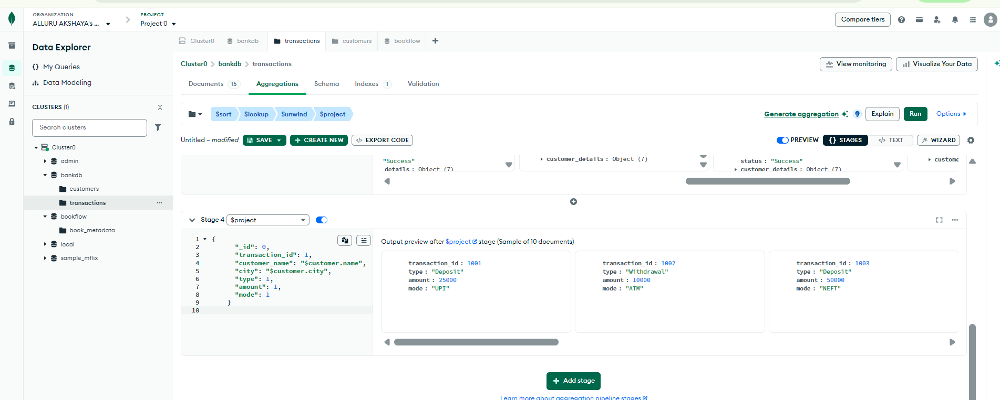 ORGANIZATION
ALLURU AKSHAYA's ...
PROJECT
Project 0
Compare tiers
Data Explorer
My Queries
Data Modeling
CLUSTERS (1)
Search clusters
Cluster0
admin
bankdb
customers
transactions
bookflow
book_metadata
local
sample_mflix
Cluster0
bankdb
transactions
customers
bookflow
Cluster0 > bankdb > transactions
View monitoring
Visualize Your Data
Documents 15
Aggregations
Schema
Indexes 1
Validation
$sort
$lookup
$unwind
$project
Generate aggregation
Explain
Run
Options
Untitled – modified
SAVE
CREATE NEW
EXPORT CODE
PREVIEW
{} STAGES
</> TEXT
WIZARD
"Success"
details : Object (7)
customer_details : Object (7)
status : "Success"
customer_details : Object (7)
custome
Stage 4
$project
1 {
2 "_id": 0,
3 "transaction_id": 1,
4 "customer_name": "$customer.name",
5 "city": "$customer.city",
6 "type": 1,
7 "amount": 1,
8 "mode": 1
9 }
10
Output preview after $project stage (Sample of 10 documents)
transaction_id : 1001
type : "Deposit"
amount : 25000
mode : "UPI"
transaction_id : 1002
type : "Withdrawal"
amount : 10000
mode : "ATM"
transaction_id : 1003
type : "Deposit"
amount : 50000
mode : "NEFT"
+ Add stage
Learn more about aggregation pipeline stages